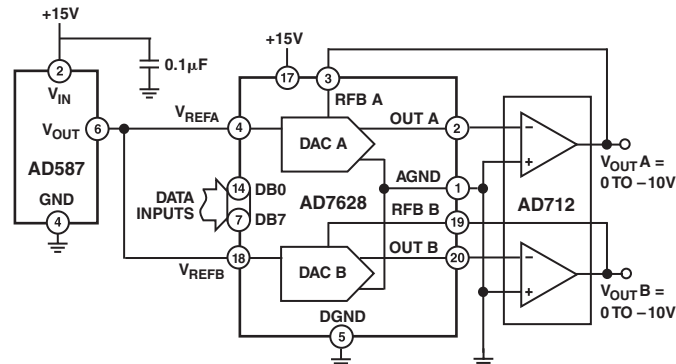 +15V
0.1µF
2
VIN
VOUT
6
AD587
GND
4
+15V
17
3
RFB A
VREFA
4
DAC A
OUT A
2
AGND
1
14
DB0
DATA
INPUTS
7
DB7
AD7628
RFB B
19
VREFB
18
DAC B
OUT B
20
DGND
5
AD712
–
+
VOUT A =
0 TO –10V
–
+
VOUT B =
0 TO –10V